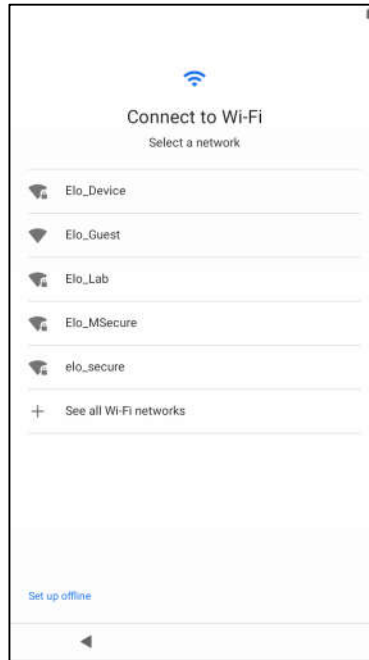 Connect to Wi-Fi
Select a network
Elo_Device
Elo_Guest
Elo_Lab
Elo_MSecure
elo_secure
See all Wi-Fi networks
Set up offline